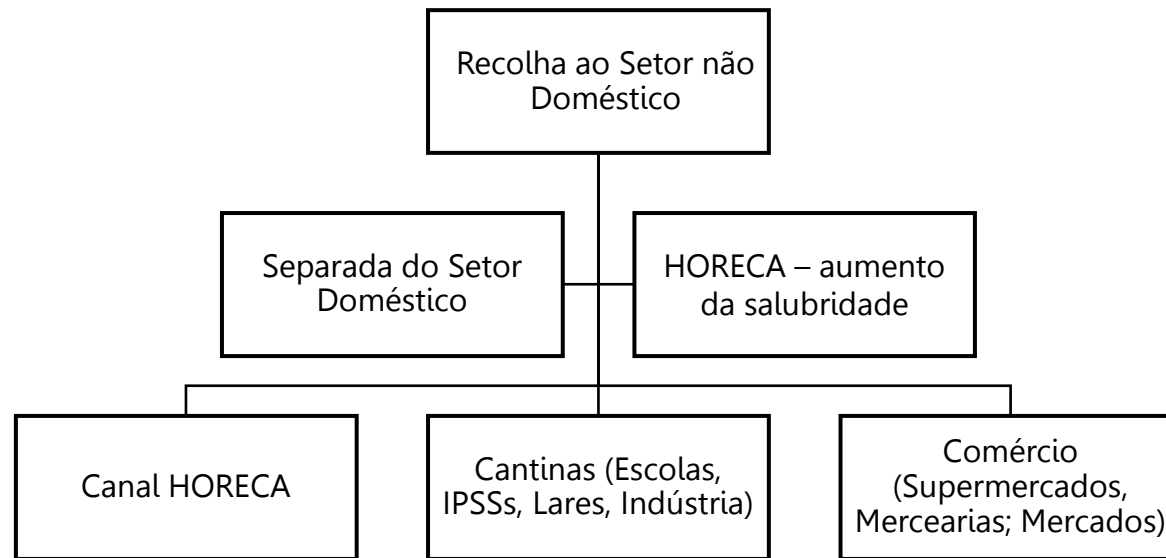 Recolha ao Setor não
Doméstico
Separada do Setor
Doméstico
HORECA – aumento
da salubridade
Canal HORECA
Cantinas (Escolas,
IPSSs, Lares, Indústria)
Comércio
(Supermercados,
Mercearias; Mercados)